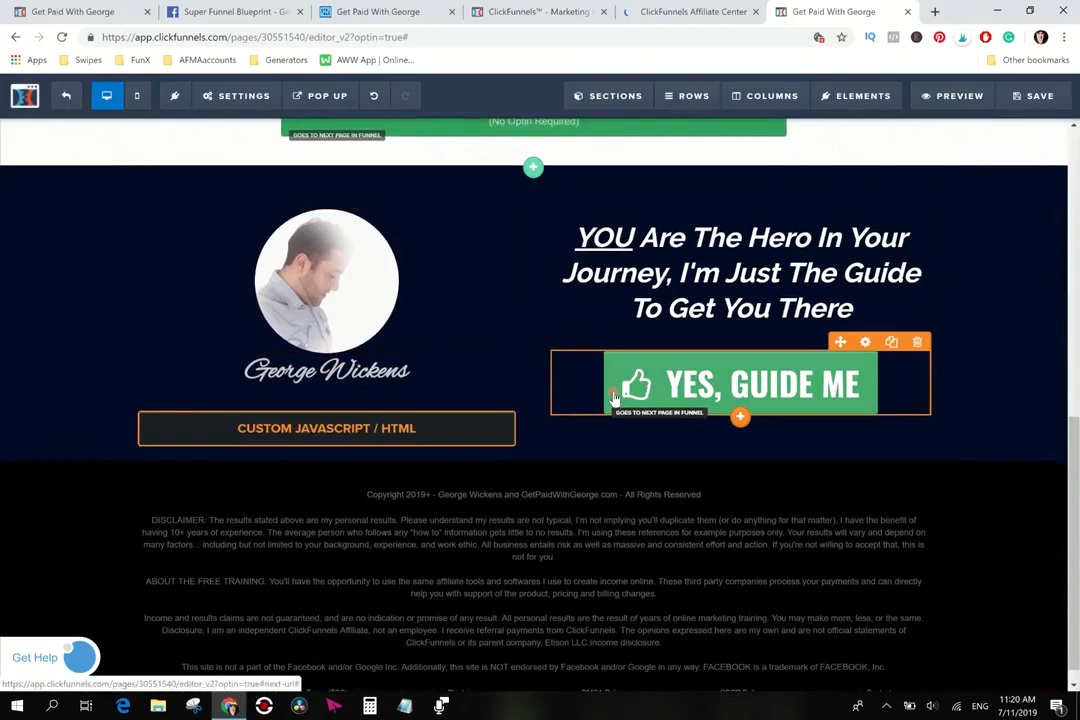 Get Paid With George
Super Funnel Blueprint - Ge
Get Paid With George
ClickFunnels™ - Marketing
ClickFunnels Affiliate Center
Get Paid With George
https://app.clickfunnels.com/pages/30551540/editor_v2?optin=true#
Apps
Swipes
FunX
AFMAaccounts
Generators
AWW App | Online...
Other bookmarks
SETTINGS
POP UP
SECTIONS
ROWS
COLUMNS
ELEMENTS
PREVIEW
SAVE
(No Optin Required)
GOES TO NEXT PAGE IN FUNNEL
YOU Are The Hero In Your
Journey, I'm Just The Guide
To Get You There
George Wickens
YES, GUIDE ME
GOES TO NEXT PAGE IN FUNNEL
CUSTOM JAVASCRIPT / HTML
Copyright 2019+ - George Wickens and GetPaidWithGeorge.com - All Rights Reserved
DISCLAIMER: The results stated above are my personal results. Please understand my results are not typical, I'm not implying you'll duplicate them (or do anything for that matter). I have the benefit of
having 10+ years of experience. The average person who follows any "how to" information gets little to no results. I'm using these references for example purposes only. Your results will vary and depend on
many factors... including but not limited to your background, experience, and work ethic. All business entails risk as well as massive and consistent effort and action. If you're not willing to accept that, this is
not for you.
ABOUT THE FREE TRAINING: You'll have the opportunity to use the same affiliate tools and softwares I use to create income online. These third party companies process your payments and can directly
help you with support of the product, pricing and billing changes.
Income and results claims are not guaranteed, and are no indication or promise of any result. All personal results are the result of years of online marketing training. You may make more, less, or the same.
Disclosure: I am an independent ClickFunnels Affiliate, not an employee. I receive referral payments from ClickFunnels. The opinions expressed here are my own and are not official statements of
ClickFunnels or its parent company, Etison LLC.Income disclosure.
This site is not a part of the Facebook and/or Google Inc. Additionally, this site is NOT endorsed by Facebook and/or Google in any way. FACEBOOK is a trademark of FACEBOOK, Inc.
Get Help
https://app.clickfunnels.com/pages/30551540/editor_v2?optin=true#next-url#
ENG
11:20 AM
7/11/2019